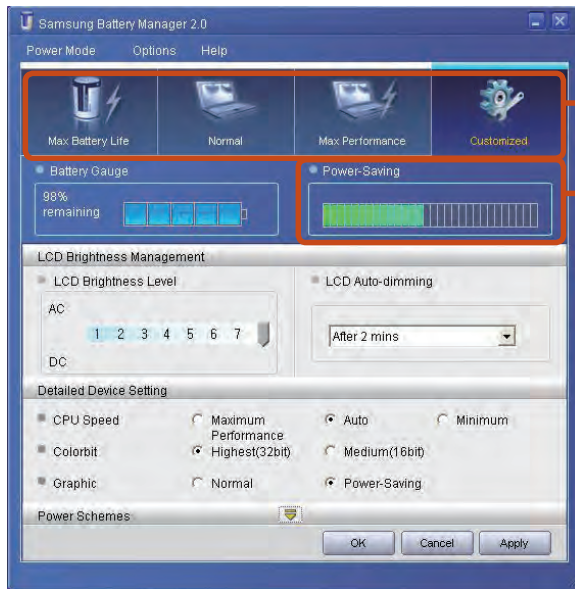 Samsung Battery Manager 2.0
Power Mode Options Help
Max Battery Life Normal Max Performance Customized
Battery Gauge Power-Saving
98%
remaining
LCD Brightness Management
LCD Brightness Level LCD Auto-dimming
AC
1 2 3 4 5 6 7
After 2 mins
DC
Detailed Device Setting
CPU Speed Maximum Performance Auto Minimum
Colorbit Highest(32bit) Medium(16bit)
Graphic Normal Power-Saving
Power Schemes
OK Cancel Apply